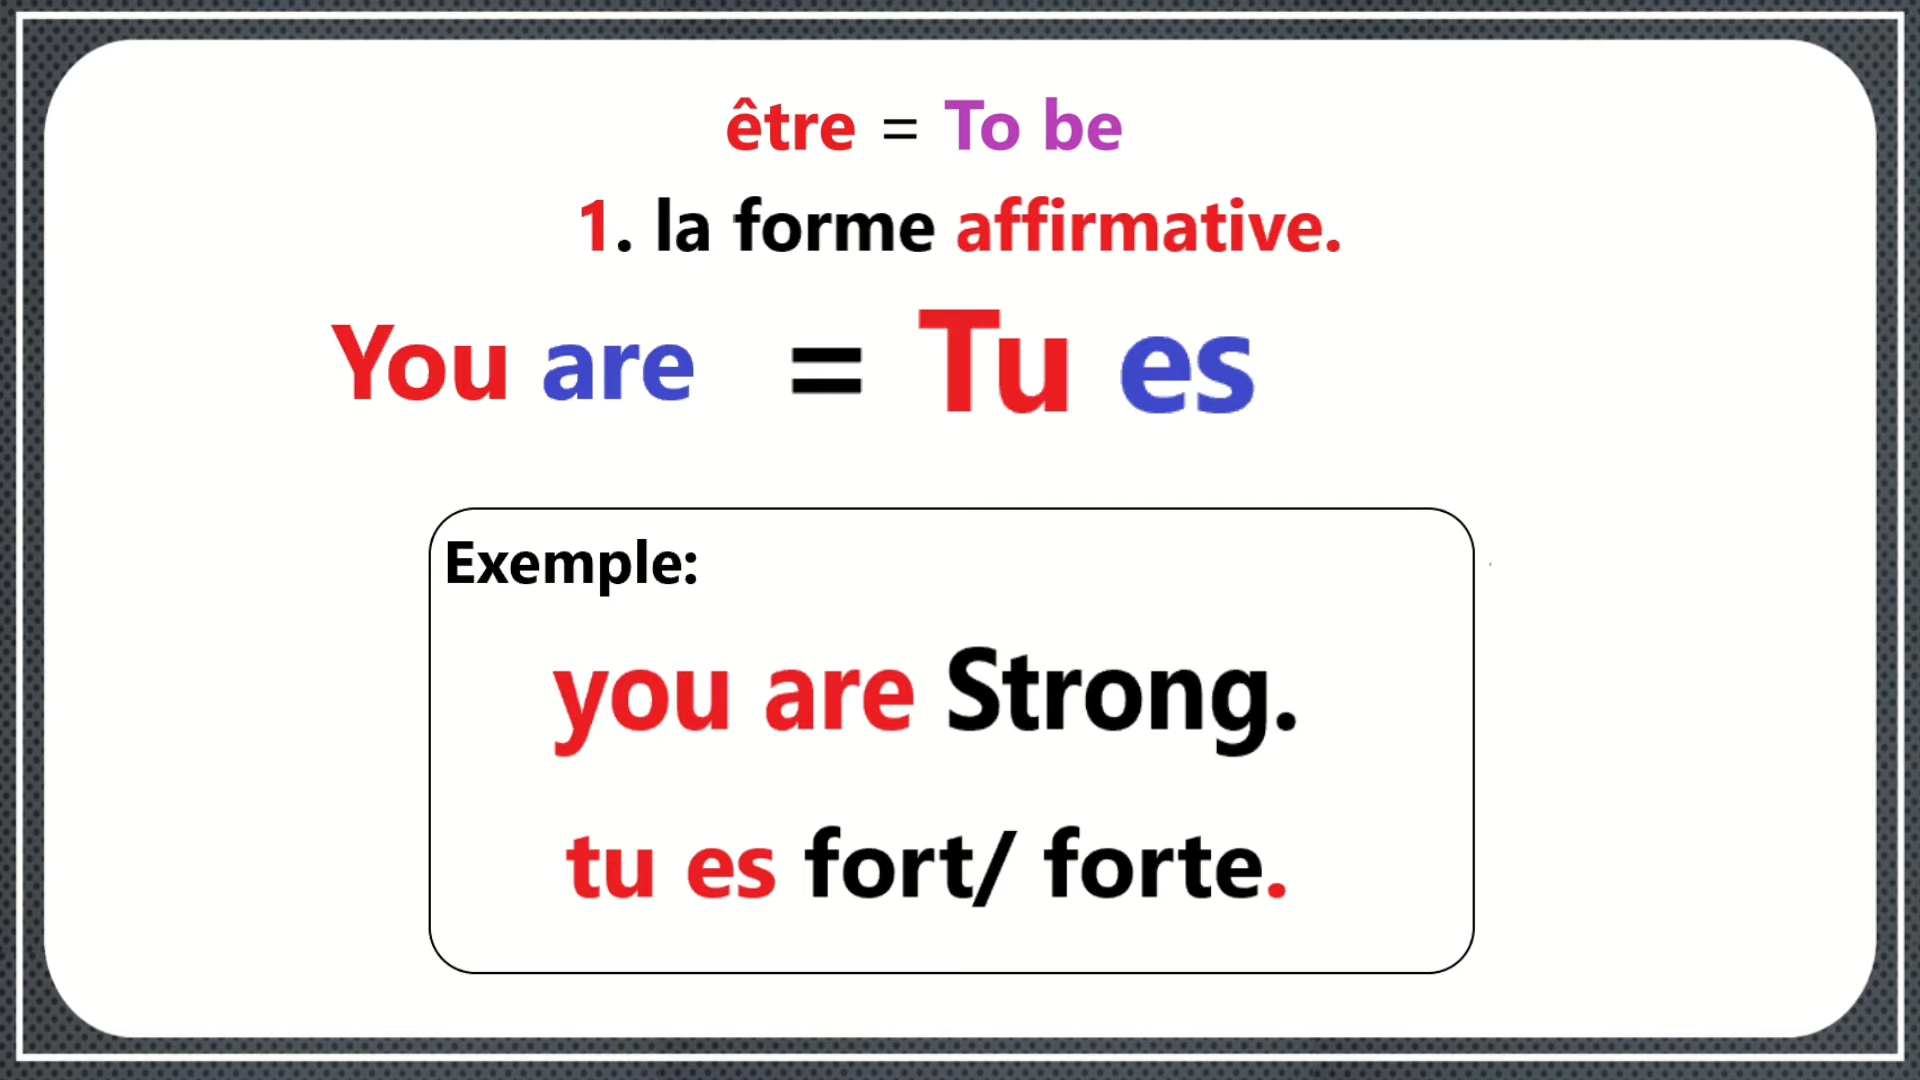 être = To be
1. la forme affirmative.
You are = Tu es
Exemple:
you are Strong.
tu es fort/ forte.